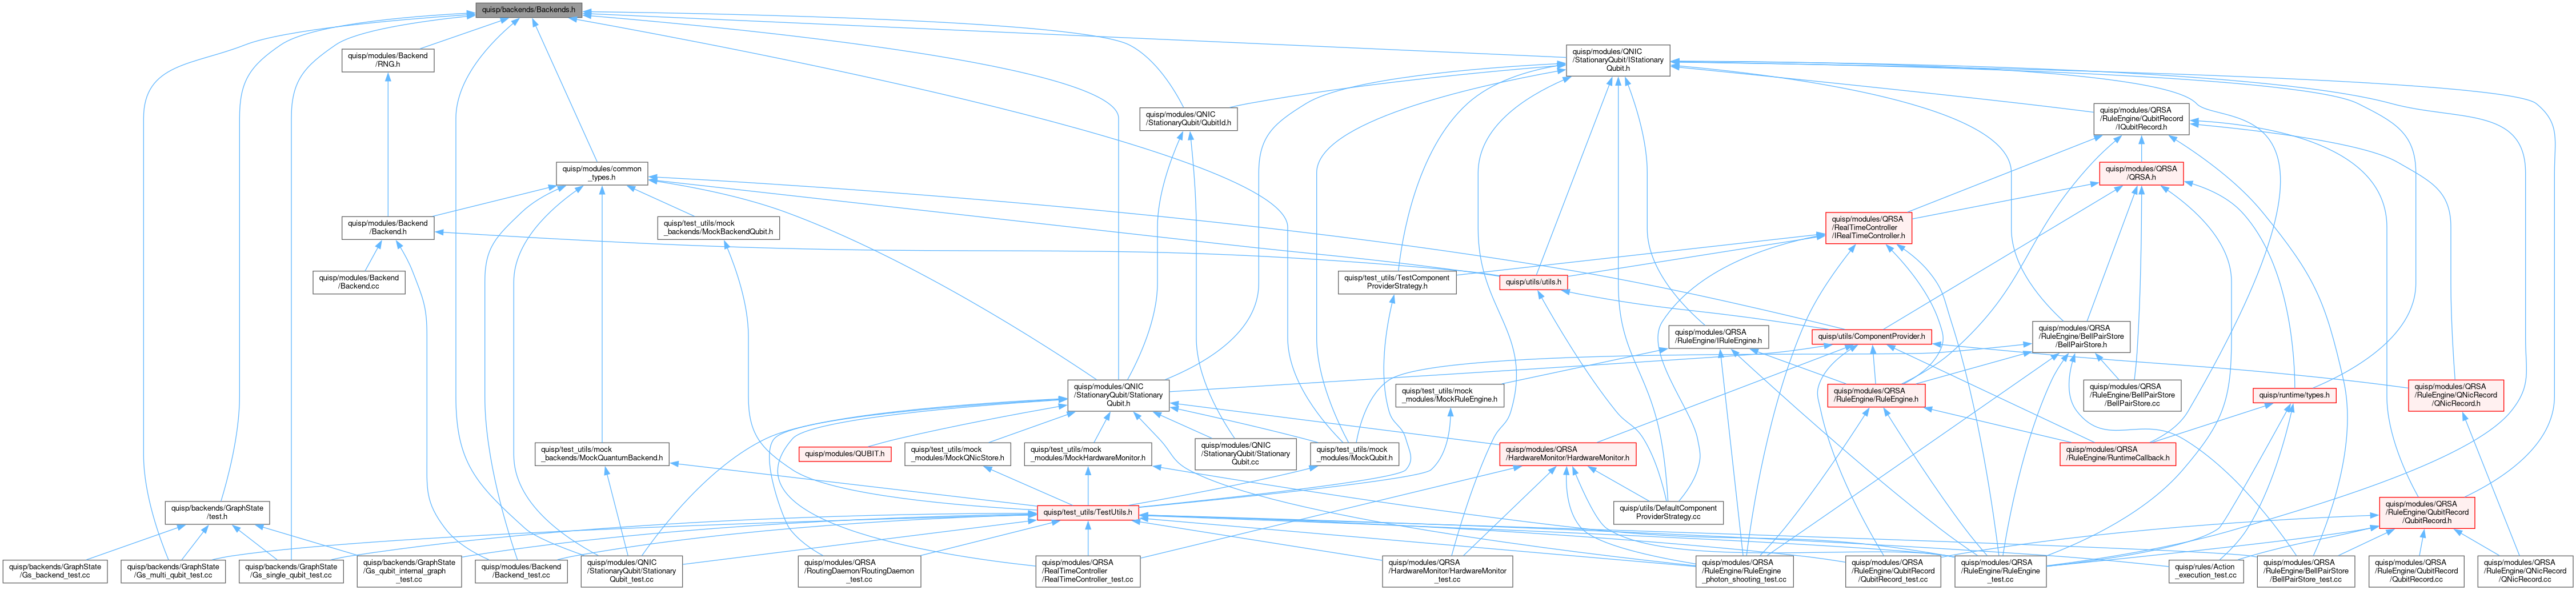 quisp/backends/Backends.h
quisp/modules/Backend
/RNG.h
quisp/modules/QNIC
/StationaryQubit/IStationary
Qubit.h
quisp/modules/QNIC
/StationaryQubit/QubitId.h
quisp/modules/QRSA
/RuleEngine/QubitRecord
/IQubitRecord.h
quisp/modules/common
_types.h
quisp/modules/QRSA
/QRSA.h
quisp/modules/Backend
/Backend.h
quisp/test_utils/mock
_backends/MockBackendQubit.h
quisp/modules/QRSA
/RealTimeController
/IRealTimeController.h
quisp/modules/Backend
/Backend.cc
quisp/test_utils/TestComponent
ProviderStrategy.h
quisp/utils/utils.h
quisp/modules/QRSA
/RuleEngine/IRuleEngine.h
quisp/utils/ComponentProvider.h
quisp/modules/QRSA
/RuleEngine/BellPairStore
/BellPairStore.h
quisp/modules/QNIC
/StationaryQubit/Stationary
Qubit.h
quisp/test_utils/mock
_modules/MockRuleEngine.h
quisp/modules/QRSA
/RuleEngine/RuleEngine.h
quisp/modules/QRSA
/RuleEngine/BellPairStore
/BellPairStore.cc
quisp/runtime/types.h
quisp/modules/QRSA
/RuleEngine/QNicRecord
/IQNicRecord.h
quisp/test_utils/mock
_backends/MockQuantumBackend.h
quisp/modules/QUBIT.h
quisp/test_utils/mock
_modules/MockQNicStore.h
quisp/test_utils/mock
_modules/MockHardwareMonitor.h
quisp/modules/QNIC
/StationaryQubit/Stationary
Qubit.cc
quisp/test_utils/mock
_modules/MockQubit.h
quisp/modules/QRSA
/HardwareMonitor/HardwareMonitor.h
quisp/modules/QRSA
/RuleEngine/RuntimeCallback.h
quisp/backends/GraphState
/test.h
quisp/test_utils/TestUtils.h
quisp/utils/DefaultComponent
ProviderStrategy.cc
quisp/modules/QRSA
/RuleEngine/QubitRecord
/QubitRecord.h
quisp/backends/GraphState
/Gs_backend_test.cc
quisp/backends/GraphState
/Gs_multi_qubit_test.cc
quisp/backends/GraphState
/Gs_single_qubit_test.cc
quisp/backends/GraphState
/Gs_qubit_internal_graph
_test.cc
quisp/modules/Backend
/Backend_test.cc
quisp/modules/QNIC
/StationaryQubit/Stationary
Qubit_test.cc
quisp/modules/QRSA
/RoutingDaemon/RoutingDaemon
_test.cc
quisp/modules/QRSA
/RealTimeController
/RealTimeController_test.cc
quisp/modules/QRSA
/HardwareMonitor/HardwareMonitor
_test.cc
quisp/modules/QRSA
/RuleEngine/RuleEngine
_photon_shooting_test.cc
quisp/modules/QRSA
/RuleEngine/QubitRecord
/QubitRecord_test.cc
quisp/modules/QRSA
/RuleEngine/RuleEngine
_test.cc
quisp/rules/Action
_execution_test.cc
quisp/modules/QRSA
/RuleEngine/BellPairStore
/BellPairStore_test.cc
quisp/modules/QRSA
/RuleEngine/QubitRecord
/QubitRecord.cc
quisp/modules/QRSA
/RuleEngine/QNicRecord
/QNicRecord.cc